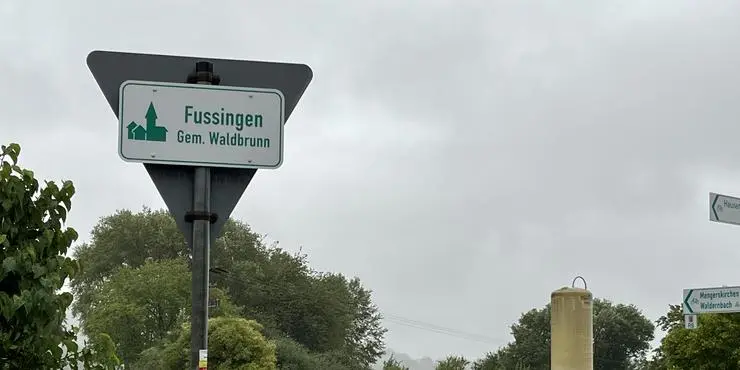 Fussingen
Gem. Waldbrunn
Mengerskirchen
Waldernbach